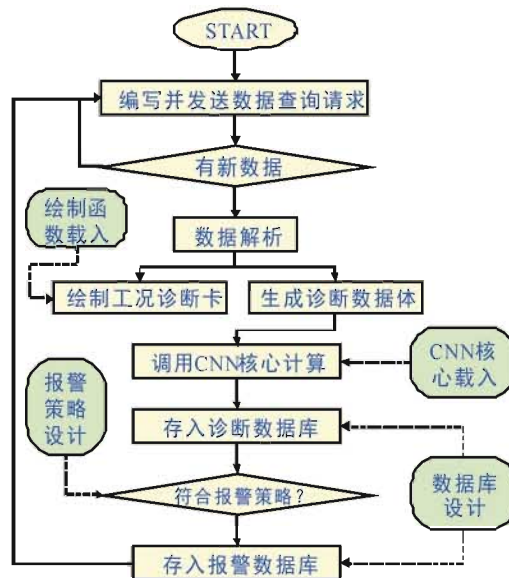 START
编写并发送数据查询请求
有新数据
绘制函
数载入
数据解析
绘制工况诊断卡
生成诊断数据体
调用CNN核心计算
CNN核
心载入
报警
策略
设计
存入诊断数据库
符合报警策略?
数据库
设计
存入报警数据库